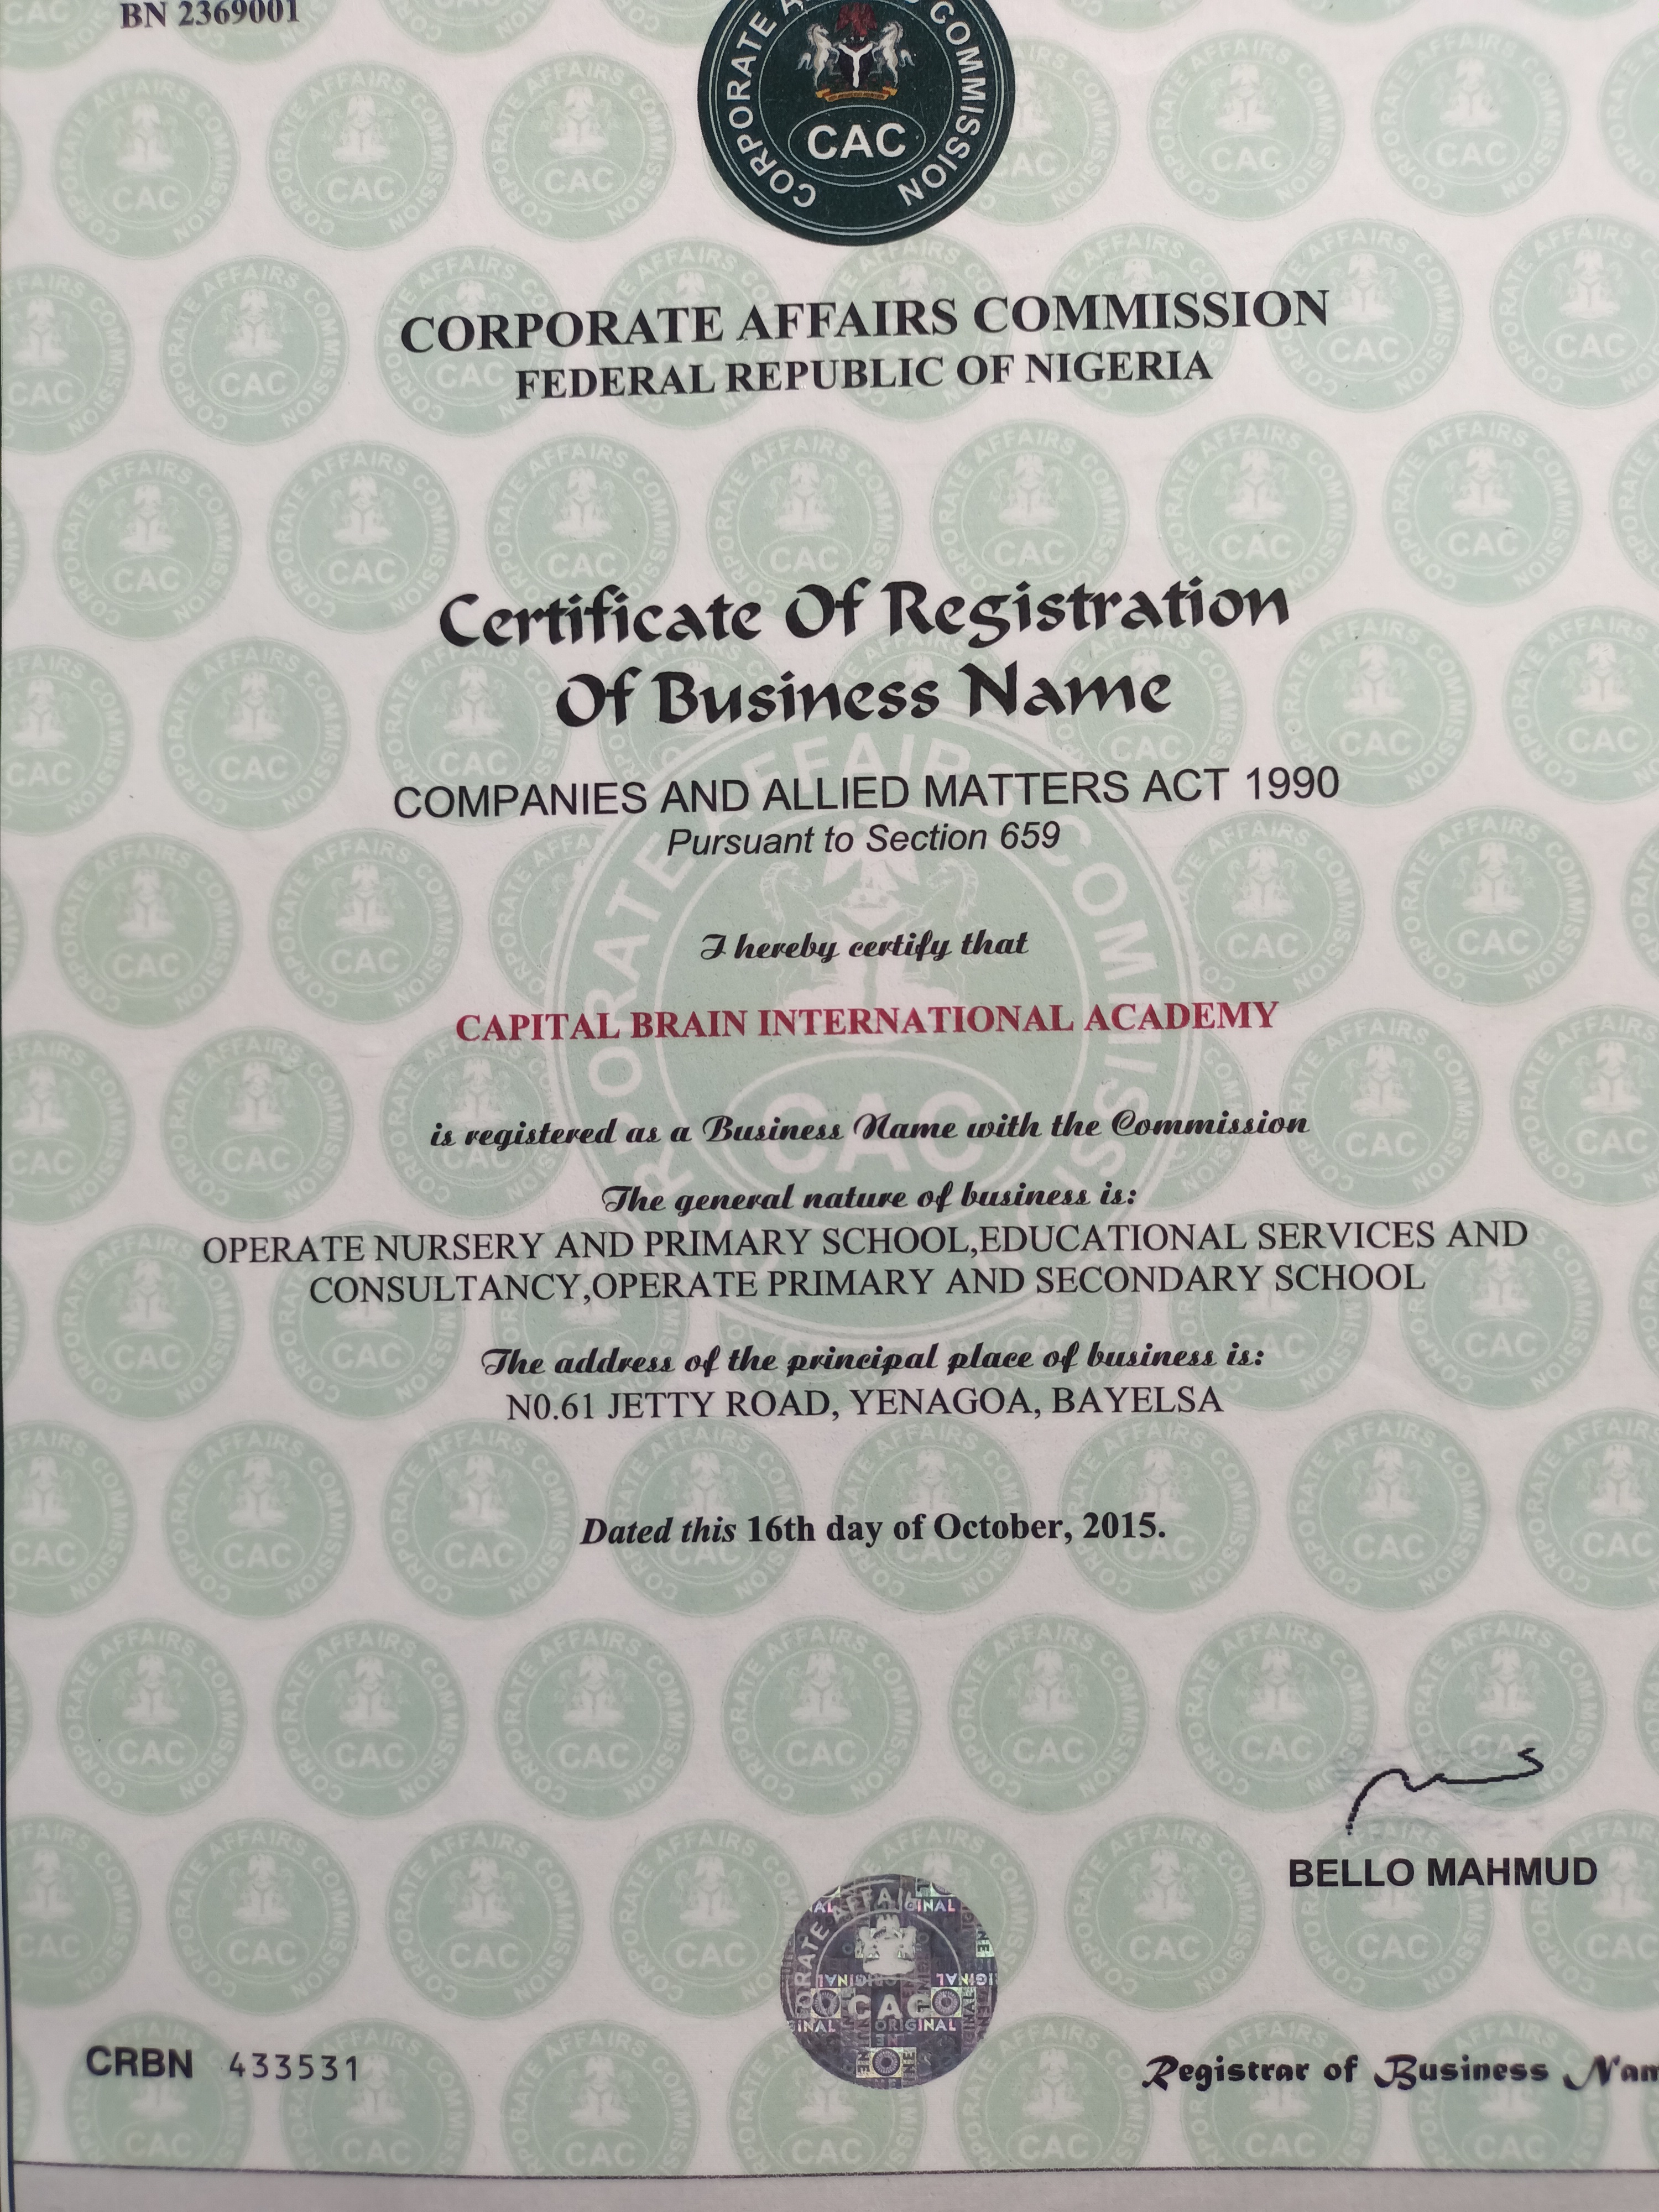 BN 2369001
CORPORATE AFFAIRS COMMISSION
CAC
CORPORATE AFFAIRS COMMISSION
FEDERAL REPUBLIC OF NIGERIA
Certificate Of Registration
Of Business Name
COMPANIES AND ALLIED MATTERS ACT 1990
Pursuant to Section 659
I hereby certify that
CAPITAL BRAIN INTERNATIONAL ACADEMY
is registered as a Business Name with the Commission
The general nature of business is:
OPERATE NURSERY AND PRIMARY SCHOOL,EDUCATIONAL SERVICES AND
CONSULTANCY,OPERATE PRIMARY AND SECONDARY SCHOOL
The address of the principal place of business is:
N0.61 JETTY ROAD, YENAGOA, BAYELSA
Dated this 16th day of October, 2015.
BELLO MAHMUD
CAC
ORIGINAL
CRBN 433531
Registrar of Business Nam